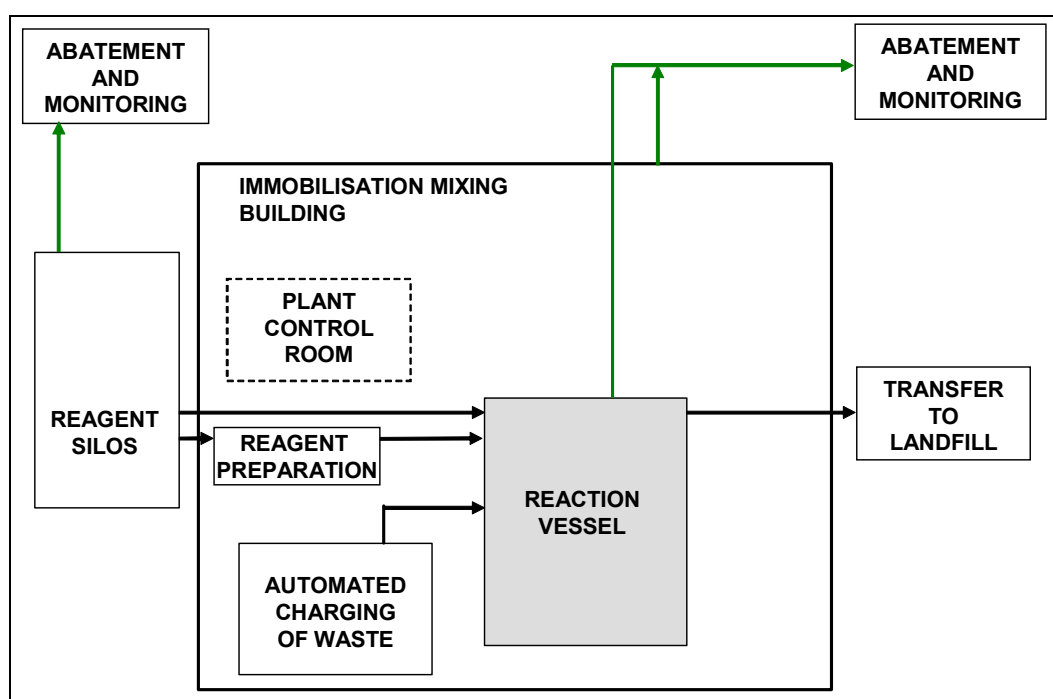 ABATEMENT
AND
MONITORING
ABATEMENT
AND
MONITORING
IMMOBILISATION MIXING
BUILDING
PLANT
CONTROL
ROOM
REAGENT
SILOS
REAGENT
PREPARATION
REACTION
VESSEL
TRANSFER
TO
LANDFILL
AUTOMATED
CHARGING
OF WASTE